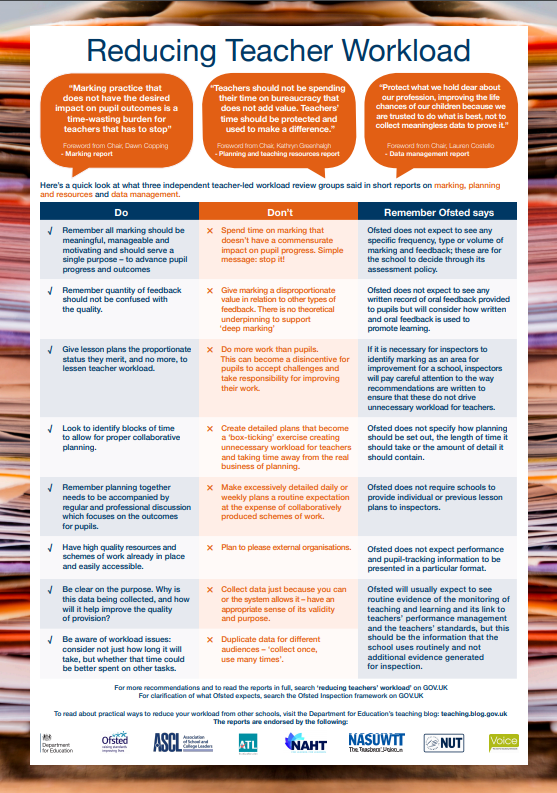 Reducing Teacher Workload
“Marking practice that
does not have the desired
impact on pupil outcomes is a
time-wasting burden for
teachers that has to stop”
Foreword from Chair, Dawn Copping
- Marking report
“Teachers should not be spending
their time on bureaucracy that
does not add value. Teachers’
time should be protected and
used to make a difference.”
Foreword from Chair, Kathryn Greenhalgh
- Planning and teaching resources report
“Protect what we hold dear about
our profession, improving the life
chances of our children because we
are trusted to do what is best, not to
collect meaningless data to prove it.”
Foreword from Chair, Lauren Costello
- Data management report
Here’s a quick look at what three independent teacher-led workload review groups said in short reports on marking, planning
and resources and data management.
Do
Don’t
Remember Ofsted says
√ Remember all marking should be
meaningful, manageable and
motivating and should serve a
single purpose – to advance pupil
progress and outcomes
× Spend time on marking that
doesn’t have a commensurate
impact on pupil progress. Simple
message: stop it!
Ofsted does not expect to see any
specific frequency, type or volume of
marking and feedback; these are for
the school to decide through its
assessment policy.
√ Remember quantity of feedback
should not be confused with
the quality.
× Give marking a disproportionate
value in relation to other types of
feedback. There is no theoretical
underpinning to support
‘deep marking’
Ofsted does not expect to see any
written record of oral feedback provided
to pupils but will consider how written
and oral feedback is used to
promote learning.
√ Give lesson plans the proportionate
status they merit, and no more, to
lessen teacher workload.
× Do more work than pupils.
This can become a disincentive for
pupils to accept challenges and
take responsibility for improving
their work.
If it is necessary for inspectors to
identify marking as an area for
improvement for a school, inspectors
will pay careful attention to the way
recommendations are written to
ensure that these do not drive
unnecessary workload for teachers.
√ Look to identify blocks of time
to allow for proper collaborative
planning.
× Create detailed plans that become
a ‘box-ticking’ exercise creating
unnecessary workload for teachers
and taking time away from the real
business of planning.
Ofsted does not specify how planning
should be set out, the length of time it
should take or the amount of detail it
should contain.
√ Remember planning together
needs to be accompanied by
regular and professional discussion
which focuses on the outcomes
for pupils.
× Make excessively detailed daily or
weekly plans a routine expectation
at the expense of collaboratively
produced schemes of work.
Ofsted does not require schools to
provide individual or previous lesson
plans to inspectors.
√ Have high quality resources and
schemes of work already in place
and easily accessible.
× Plan to please external organisations.
Ofsted does not expect performance
and pupil-tracking information to be
presented in a particular format.
√ Be clear on the purpose. Why is
this data being collected, and how
will it help improve the quality
of provision?
× Collect data just because you can
or the system allows it – have an
appropriate sense of its validity
and purpose.
Ofsted will usually expect to see
routine evidence of the monitoring of
teaching and learning and its link to
teachers’ performance management
and the teachers’ standards, but this
should be the information that the
school uses routinely and not
additional evidence generated
for inspection.
√ Be aware of workload issues:
consider not just how long it will
take, but whether that time could
be better spent on other tasks.
× Duplicate data for different
audiences – ‘collect once,
use many times’.
For more recommendations and to read the reports in full, search ‘reducing teachers’ workload’ on GOV.UK
For clarification of what Ofsted expects, search the Ofsted Inspection framework on GOV.UK
To read about practical ways to reduce your workload from other schools, visit the Department for Education’s teaching blog: teaching.blog.gov.uk
The reports are endorsed by the following:
Department
for Education
Ofsted
raising standards
improving lives
ASCL
Association
of School and
College Leaders
ATL
NAHT
NASUWT
The Teachers' Union
NUT
Voice